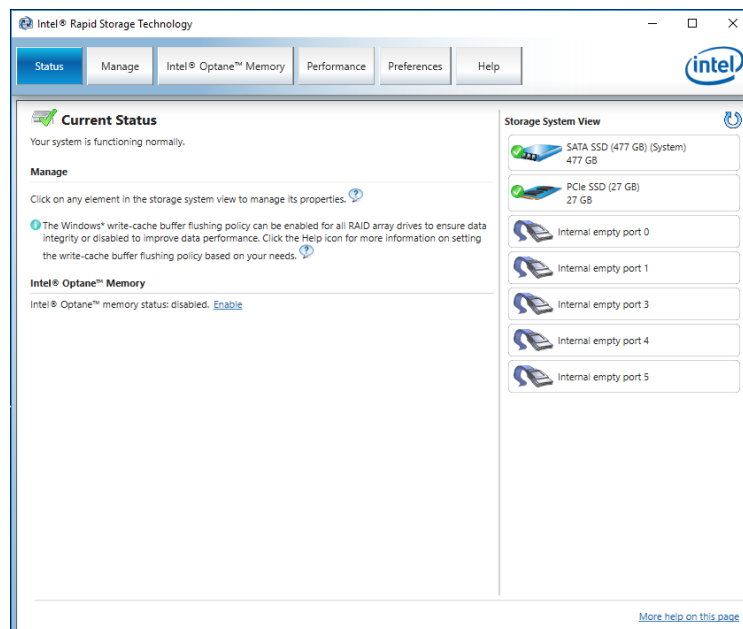 Intel® Rapid Storage Technology
Status
Manage
Intel® Optane™ Memory
Performance
Preferences
Help
intel
Current Status
Your system is functioning normally.
Manage
Click on any element in the storage system view to manage its properties.
The Windows* write-cache buffer flushing policy can be enabled for all RAID array drives to ensure data
integrity or disabled to improve data performance. Click the Help icon for more information on setting
the write-cache buffer flushing policy based on your needs.
Intel® Optane™ Memory
Intel® Optane™ memory status: disabled. Enable
Storage System View
SATA SSD (477 GB) (System)
477 GB
PCIe SSD (27 GB)
27 GB
Internal empty port 0
Internal empty port 1
Internal empty port 3
Internal empty port 4
Internal empty port 5
More help on this page